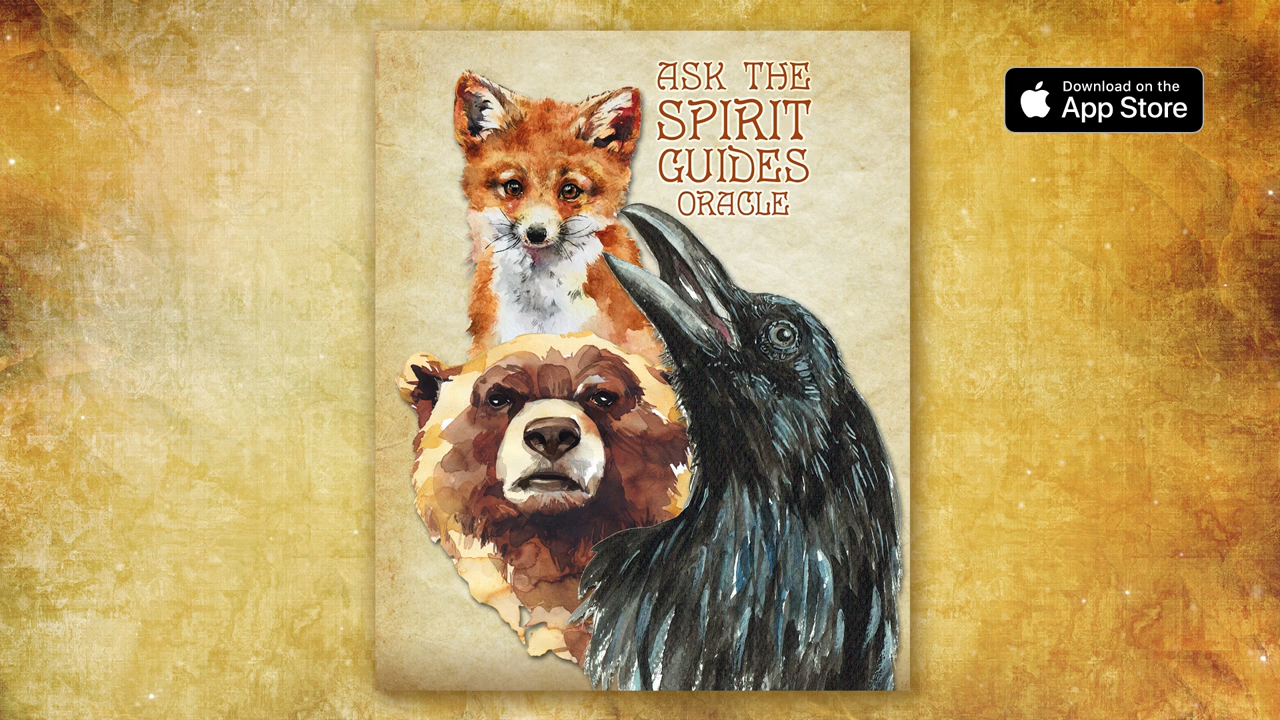 ASK THE
SPIRIT
GUIDES
ORACLE
Download on the
App Store